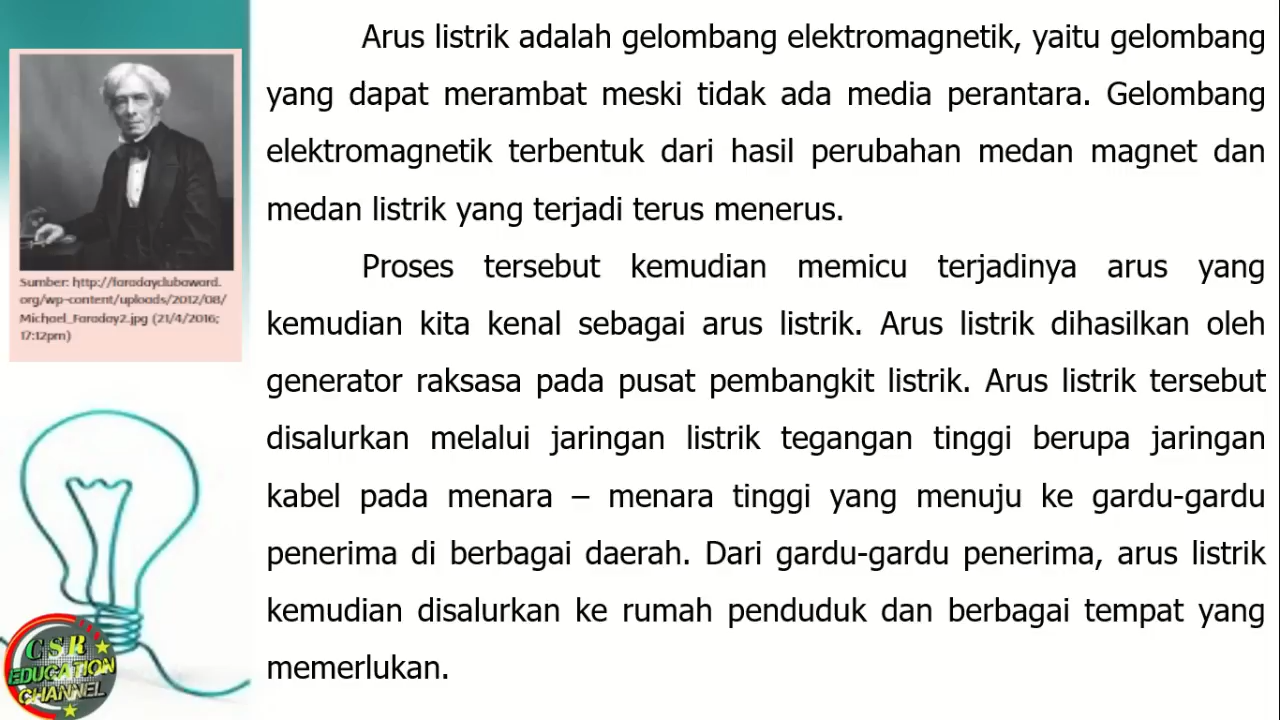 Arus listrik adalah gelombang elektromagnetik, yaitu gelombang
yang dapat merambat meski tidak ada media perantara. Gelombang
elektromagnetik terbentuk dari hasil perubahan medan magnet dan
medan listrik yang terjadi terus menerus.
Proses tersebut kemudian memicu terjadinya arus yang
kemudian kita kenal sebagai arus listrik. Arus listrik dihasilkan oleh
generator raksasa pada pusat pembangkit listrik. Arus listrik tersebut
disalurkan melalui jaringan listrik tegangan tinggi berupa jaringan
kabel pada menara – menara tinggi yang menuju ke gardu-gardu
penerima di berbagai daerah. Dari gardu-gardu penerima, arus listrik
kemudian disalurkan ke rumah penduduk dan berbagai tempat yang
memerlukan.
Sumber: http://faradayclubaward.
org/wp-content/uploads/2012/08/
Michael_Faraday2.jpg (21/4/2016;
17:12pm)
CSR
EDUCATION
CHANNEL